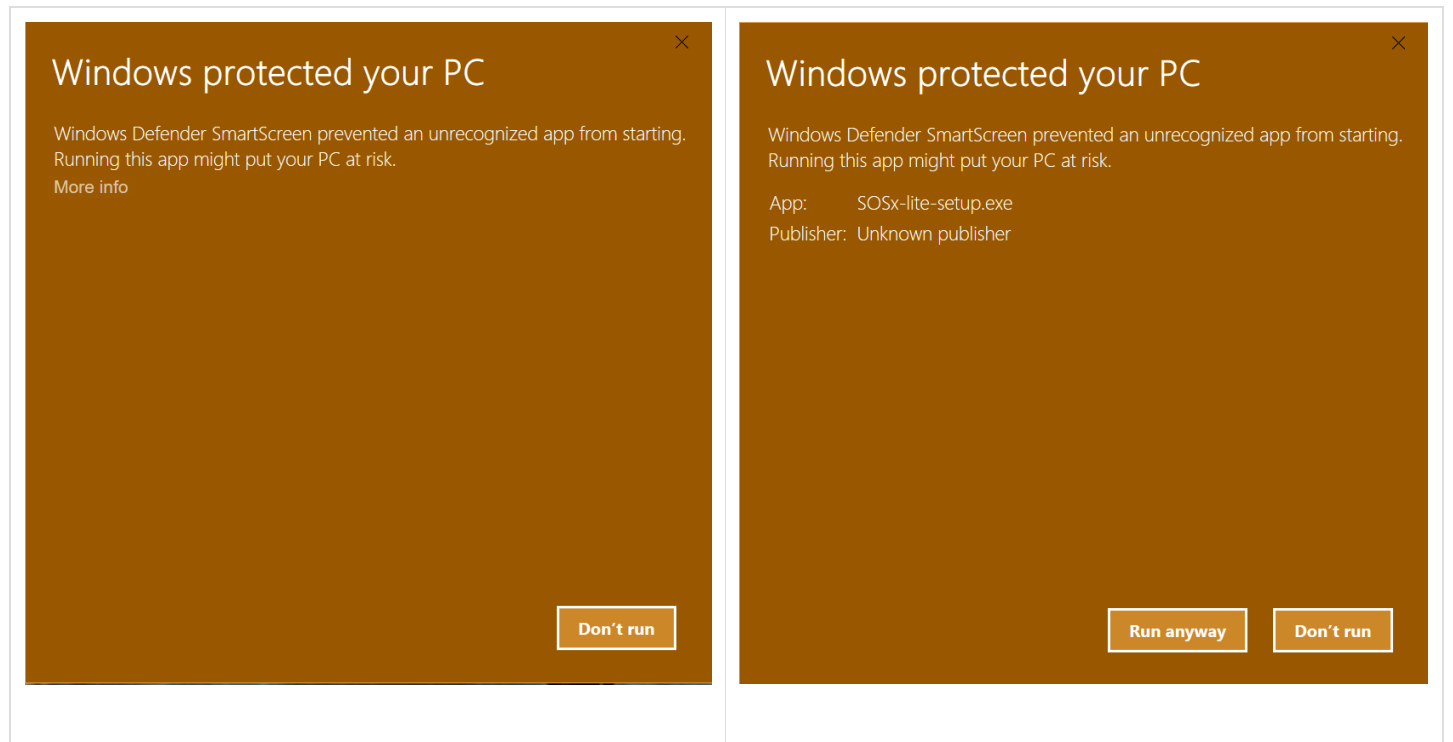 Windows protected your PC
Windows Defender SmartScreen prevented an unrecognized app from starting.
Running this app might put your PC at risk.
More info
Don't run
Windows protected your PC
Windows Defender SmartScreen prevented an unrecognized app from starting.
Running this app might put your PC at risk.
App: SOSx-lite-setup.exe
Publisher: Unknown publisher
Run anyway Don't run